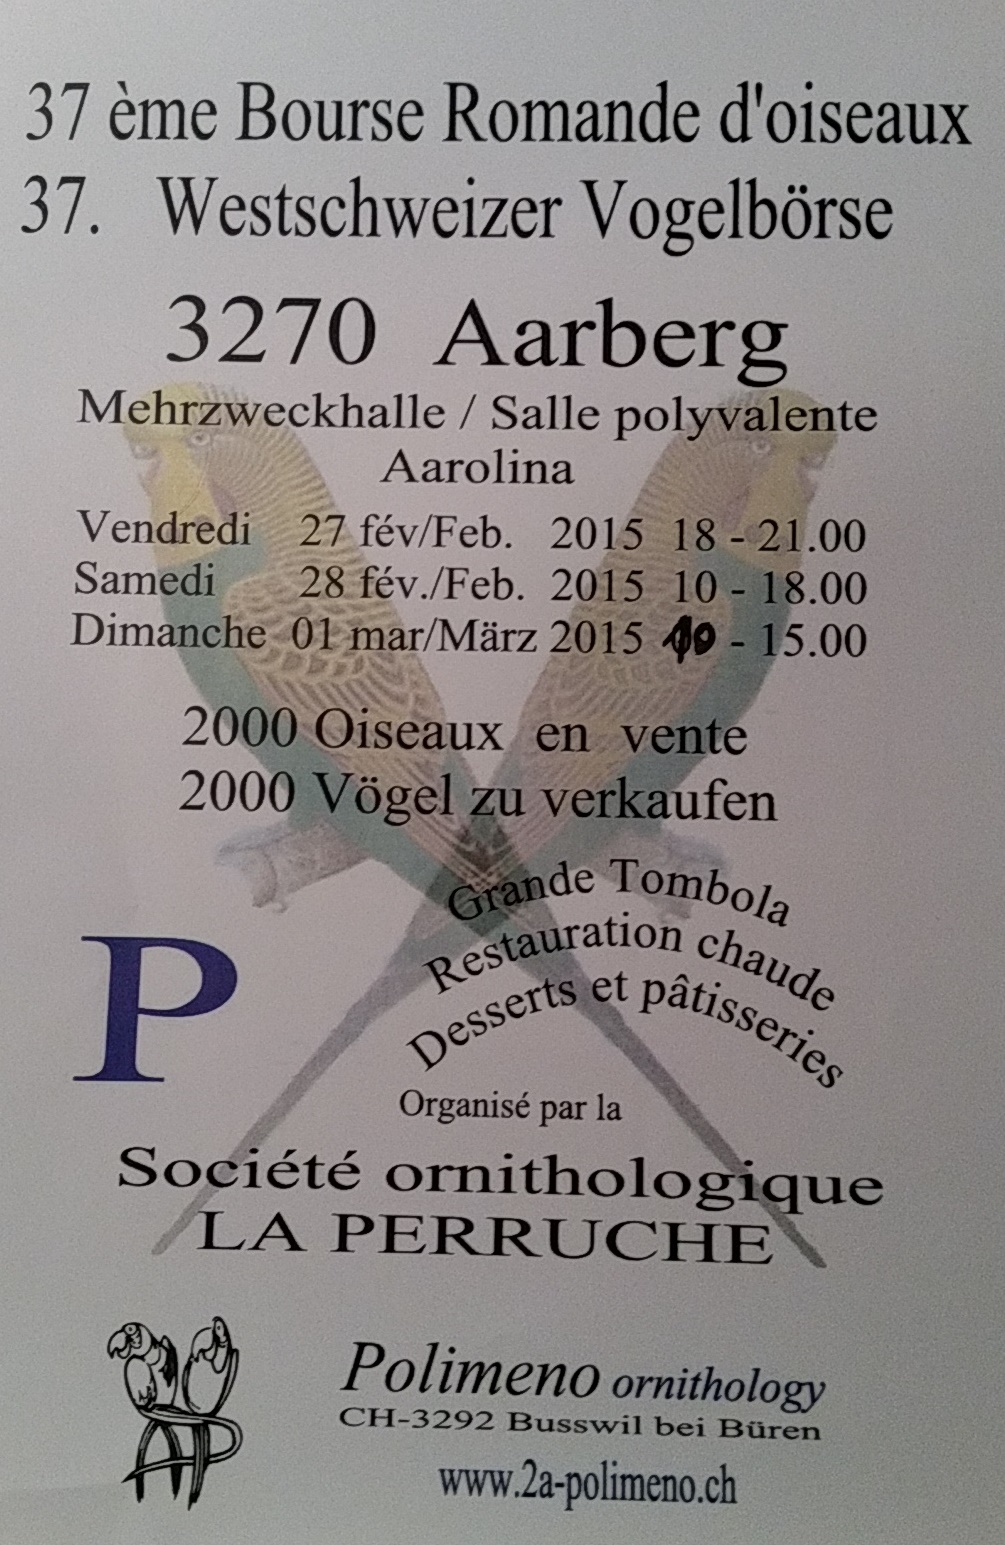 37 ème Bourse Romande d'oiseaux
37. Westschweizer Vogelbörse
3270 Aarberg
Mehrzweckhalle / Salle polyvalente
Aarolina
Vendredi 27 fév/Feb. 2015 18 - 21.00
Samedi 28 fév./Feb. 2015 10 - 18.00
Dimanche 01 mar/März 2015 10 - 15.00
2000 Oiseaux en vente
2000 Vögel zu verkaufen
Grande Tombola
Restauration chaude
Desserts et pâtisseries
P
Organisé par la
Société ornithologique
LA PERRUCHE
Polimeno ornithology
CH-3292 Busswil bei Büren
www.2a-polimeno.ch